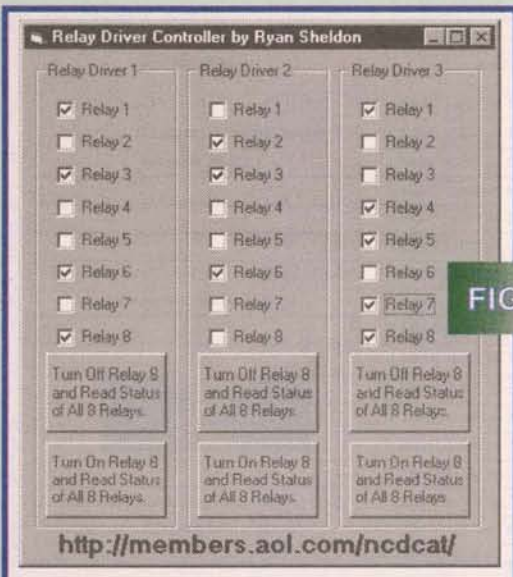 Relay Driver Controller by Ryan Sheldon
Relay Driver 1
Relay 1
Relay 2
Relay 3
Relay 4
Relay 5
Relay 6
Relay 7
Relay 8
Turn Off Relay 8
and Read Status
of All 8 Relays.
Turn On Relay 8
and Read Status
of All 8 Relays.
Relay Driver 2
Relay 1
Relay 2
Relay 3
Relay 4
Relay 5
Relay 6
Relay 7
Relay 8
Turn Off Relay 8
and Read Status
of All 8 Relays.
Turn On Relay 8
and Read Status
of All 8 Relays.
Relay Driver 3
Relay 1
Relay 2
Relay 3
Relay 4
Relay 5
Relay 6
Relay 7
Relay 8
Turn Off Relay 8
and Read Status
of All 8 Relays.
Turn On Relay 8
and Read Status
of All 8 Relays
FIG
http://members.aol.com/ncdcat/